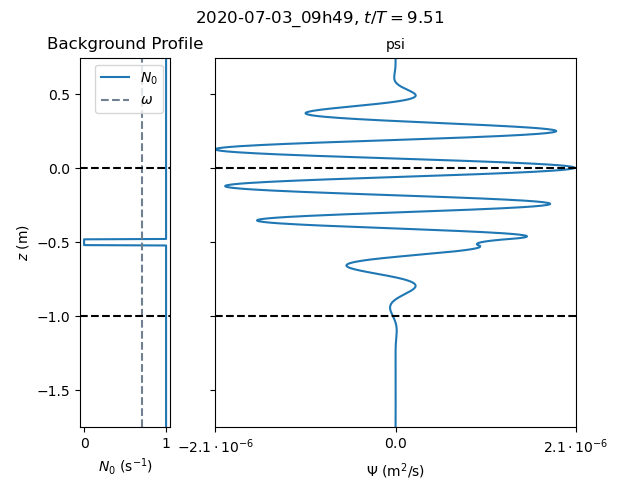 2020-07-03_09h49, t/T = 9.51
Background Profile
psi
N₀
ω
0.5
0.0
−0.5
−1.0
−1.5
z (m)
0
1
N₀ (s⁻¹)
−2.1 · 10⁻⁶
0.0
2.1 · 10⁻⁶
Ψ (m²/s)